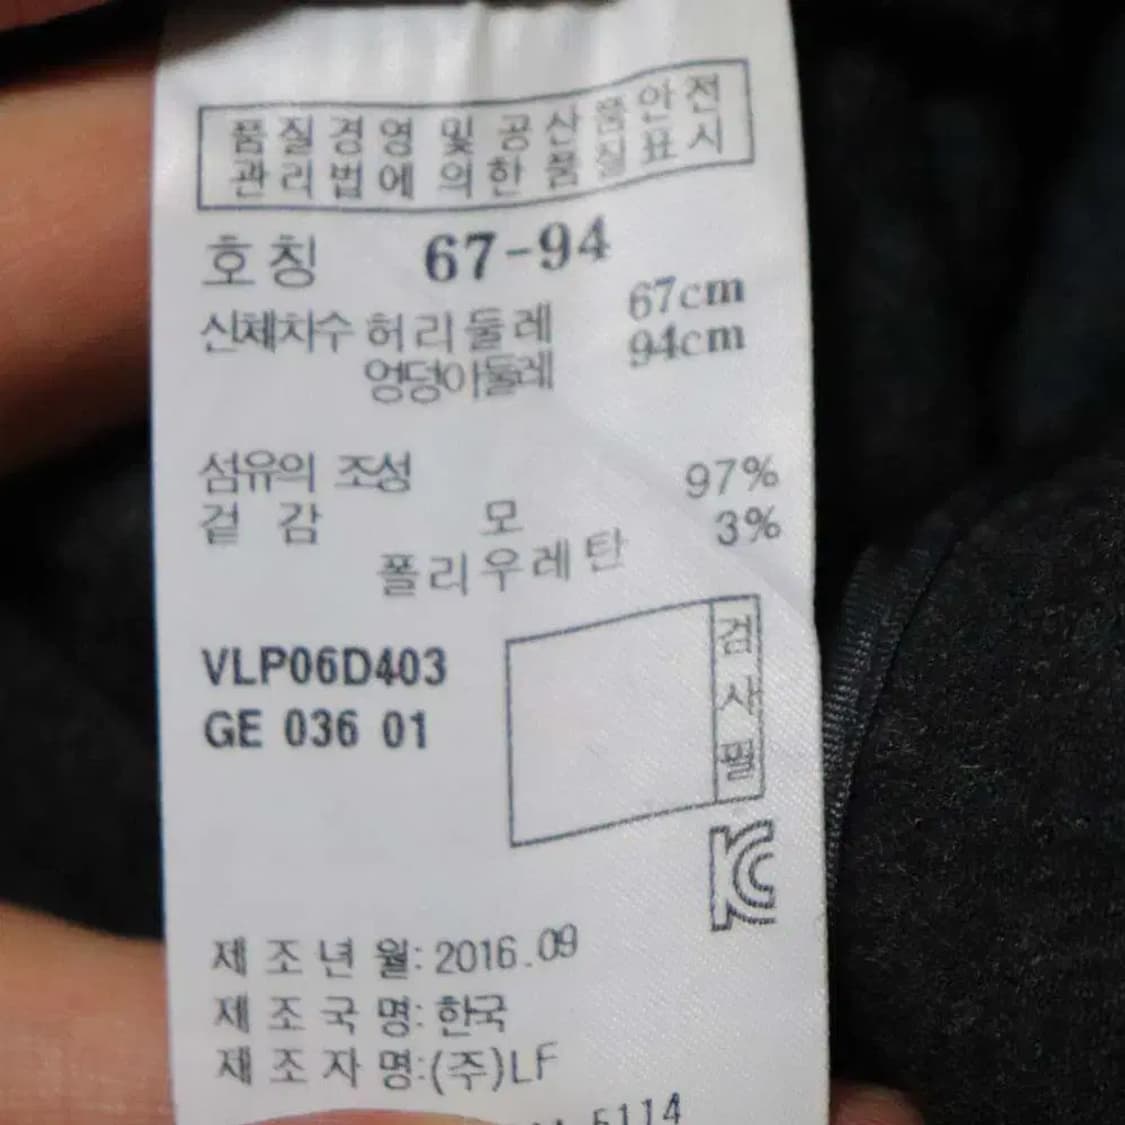 품질경영 및 공산품안전
관리법에 의한 품질표시
호칭 67-94
신체치수 허리둘레 67cm
엉덩이둘레 94cm
섬유의 조성
겉감 모 97%
폴리우레탄 3%
VLP06D403
GE 036 01
검사필
KC
제조년월: 2016.09
제조국명: 한국
제조자명:(주)LF
5114